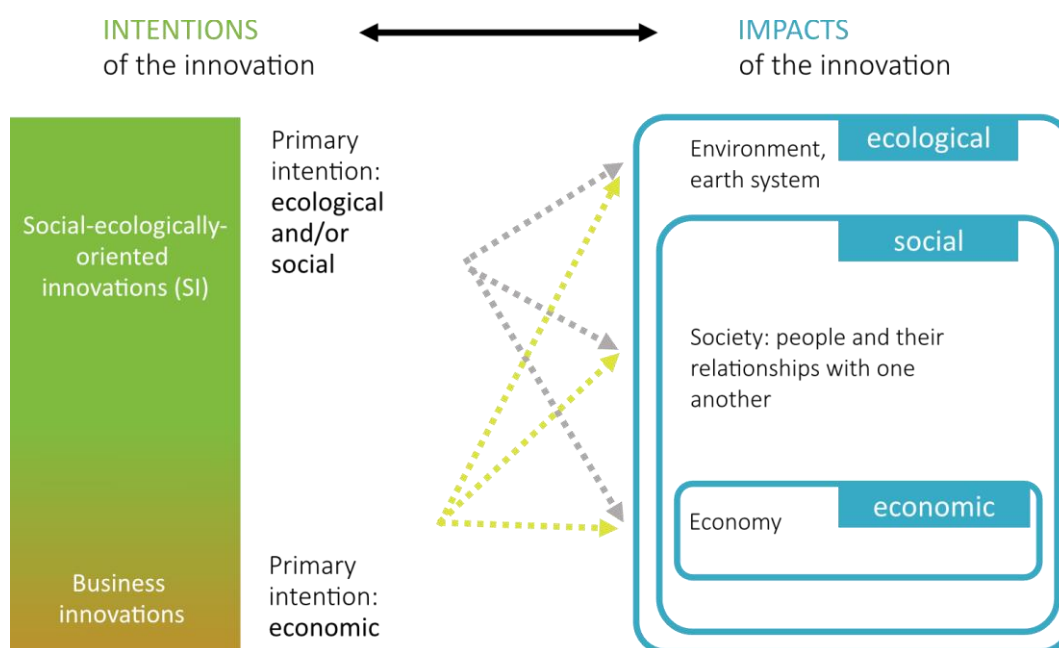 INTENTIONS
of the innovation
IMPACTS
of the innovation
Social-ecologically-
oriented
innovations (SI)
Business
innovations
Primary
intention:
ecological
and/or
social
Primary
intention:
economic
ecological
Environment,
earth system
social
Society: people and their
relationships with one
another
economic
Economy